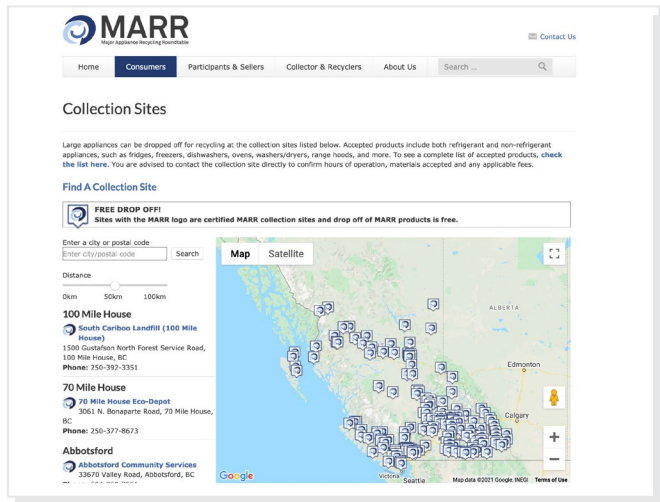 MARR
Major Appliance Recycling Roundtable
Contact Us
Home Consumers Participants & Sellers Collector & Recyclers About Us Search ...
Collection Sites
Large appliances can be dropped off for recycling at the collection sites listed below. Accepted products include both refrigerant and non-refrigerant
appliances, such as fridges, freezers, dishwashers, ovens, washers/dryers, range hoods, and more. To see a complete list of accepted products, check
the list here. You are advised to contact the collection site directly to confirm hours of operation, materials accepted and any applicable fees.
Find A Collection Site
FREE DROP OFF!
Sites with the MARR logo are certified MARR collection sites and drop off of MARR products is free.
Enter a city or postal code
Enter city/postal code Search
Distance
0km 50km 100km
100 Mile House
South Cariboo Landfill (100 Mile
House)
1500 Gustafson North Forest Service Road,
100 Mile House, BC
Phone: 250-392-3351
70 Mile House
70 Mile House Eco-Depot
3061 N. Bonaparte Road, 70 Mile House,
BC
Phone: 250-377-8673
Abbotsford
Abbotsford Community Services
33670 Valley Road, Abbotsford, BC
Map Satellite
ALBERTA
Edmonton
Calgary
Victoria
Seattle
Google
Map data ©2021 Google, INEGI Terms of Use